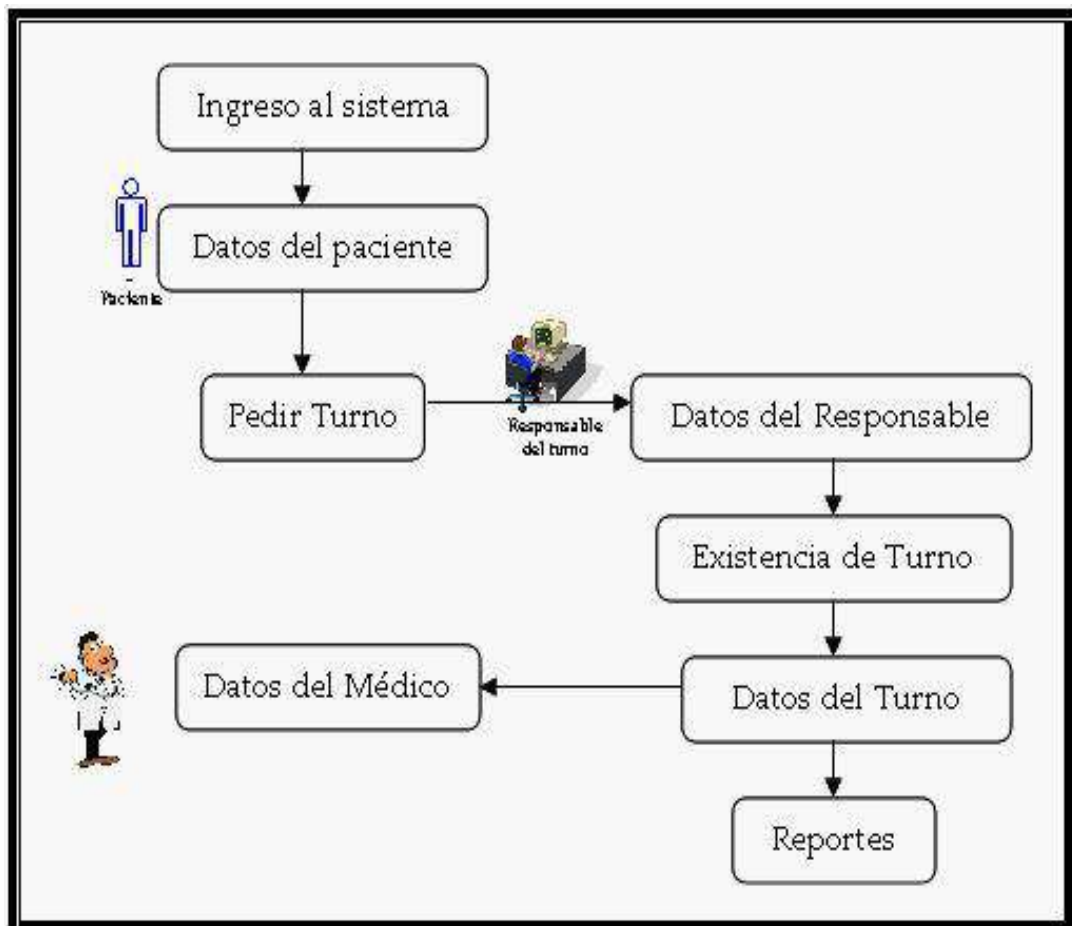 Ingreso al sistema
Datos del paciente
Paciente
Pedir Turno
Responsable
del turno
Datos del Responsable
Existencia de Turno
Datos del Médico
Datos del Turno
Reportes